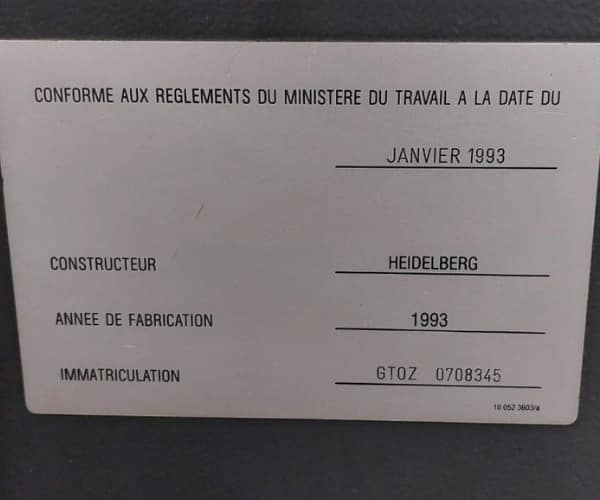 CONFORME AUX REGLEMENTS DU MINISTERE DU TRAVAIL A LA DATE DU
JANVIER 1993
CONSTRUCTEUR HEIDELBERG
ANNEE DE FABRICATION 1993
IMMATRICULATION GTOZ 0708345
10 052 3603/a